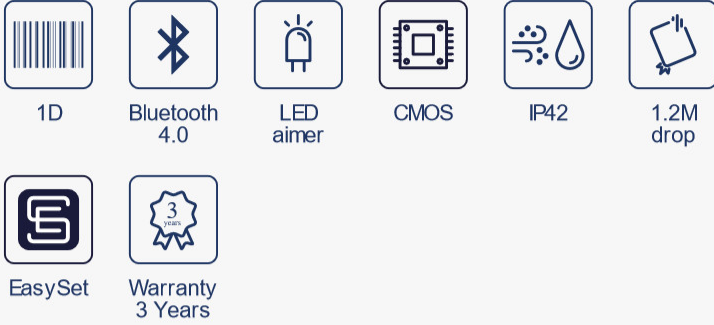 1D
Bluetooth
4.0
LED
aimer
CMOS
IP42
1.2M
drop
3
years
EasySet
Warranty
3 Years